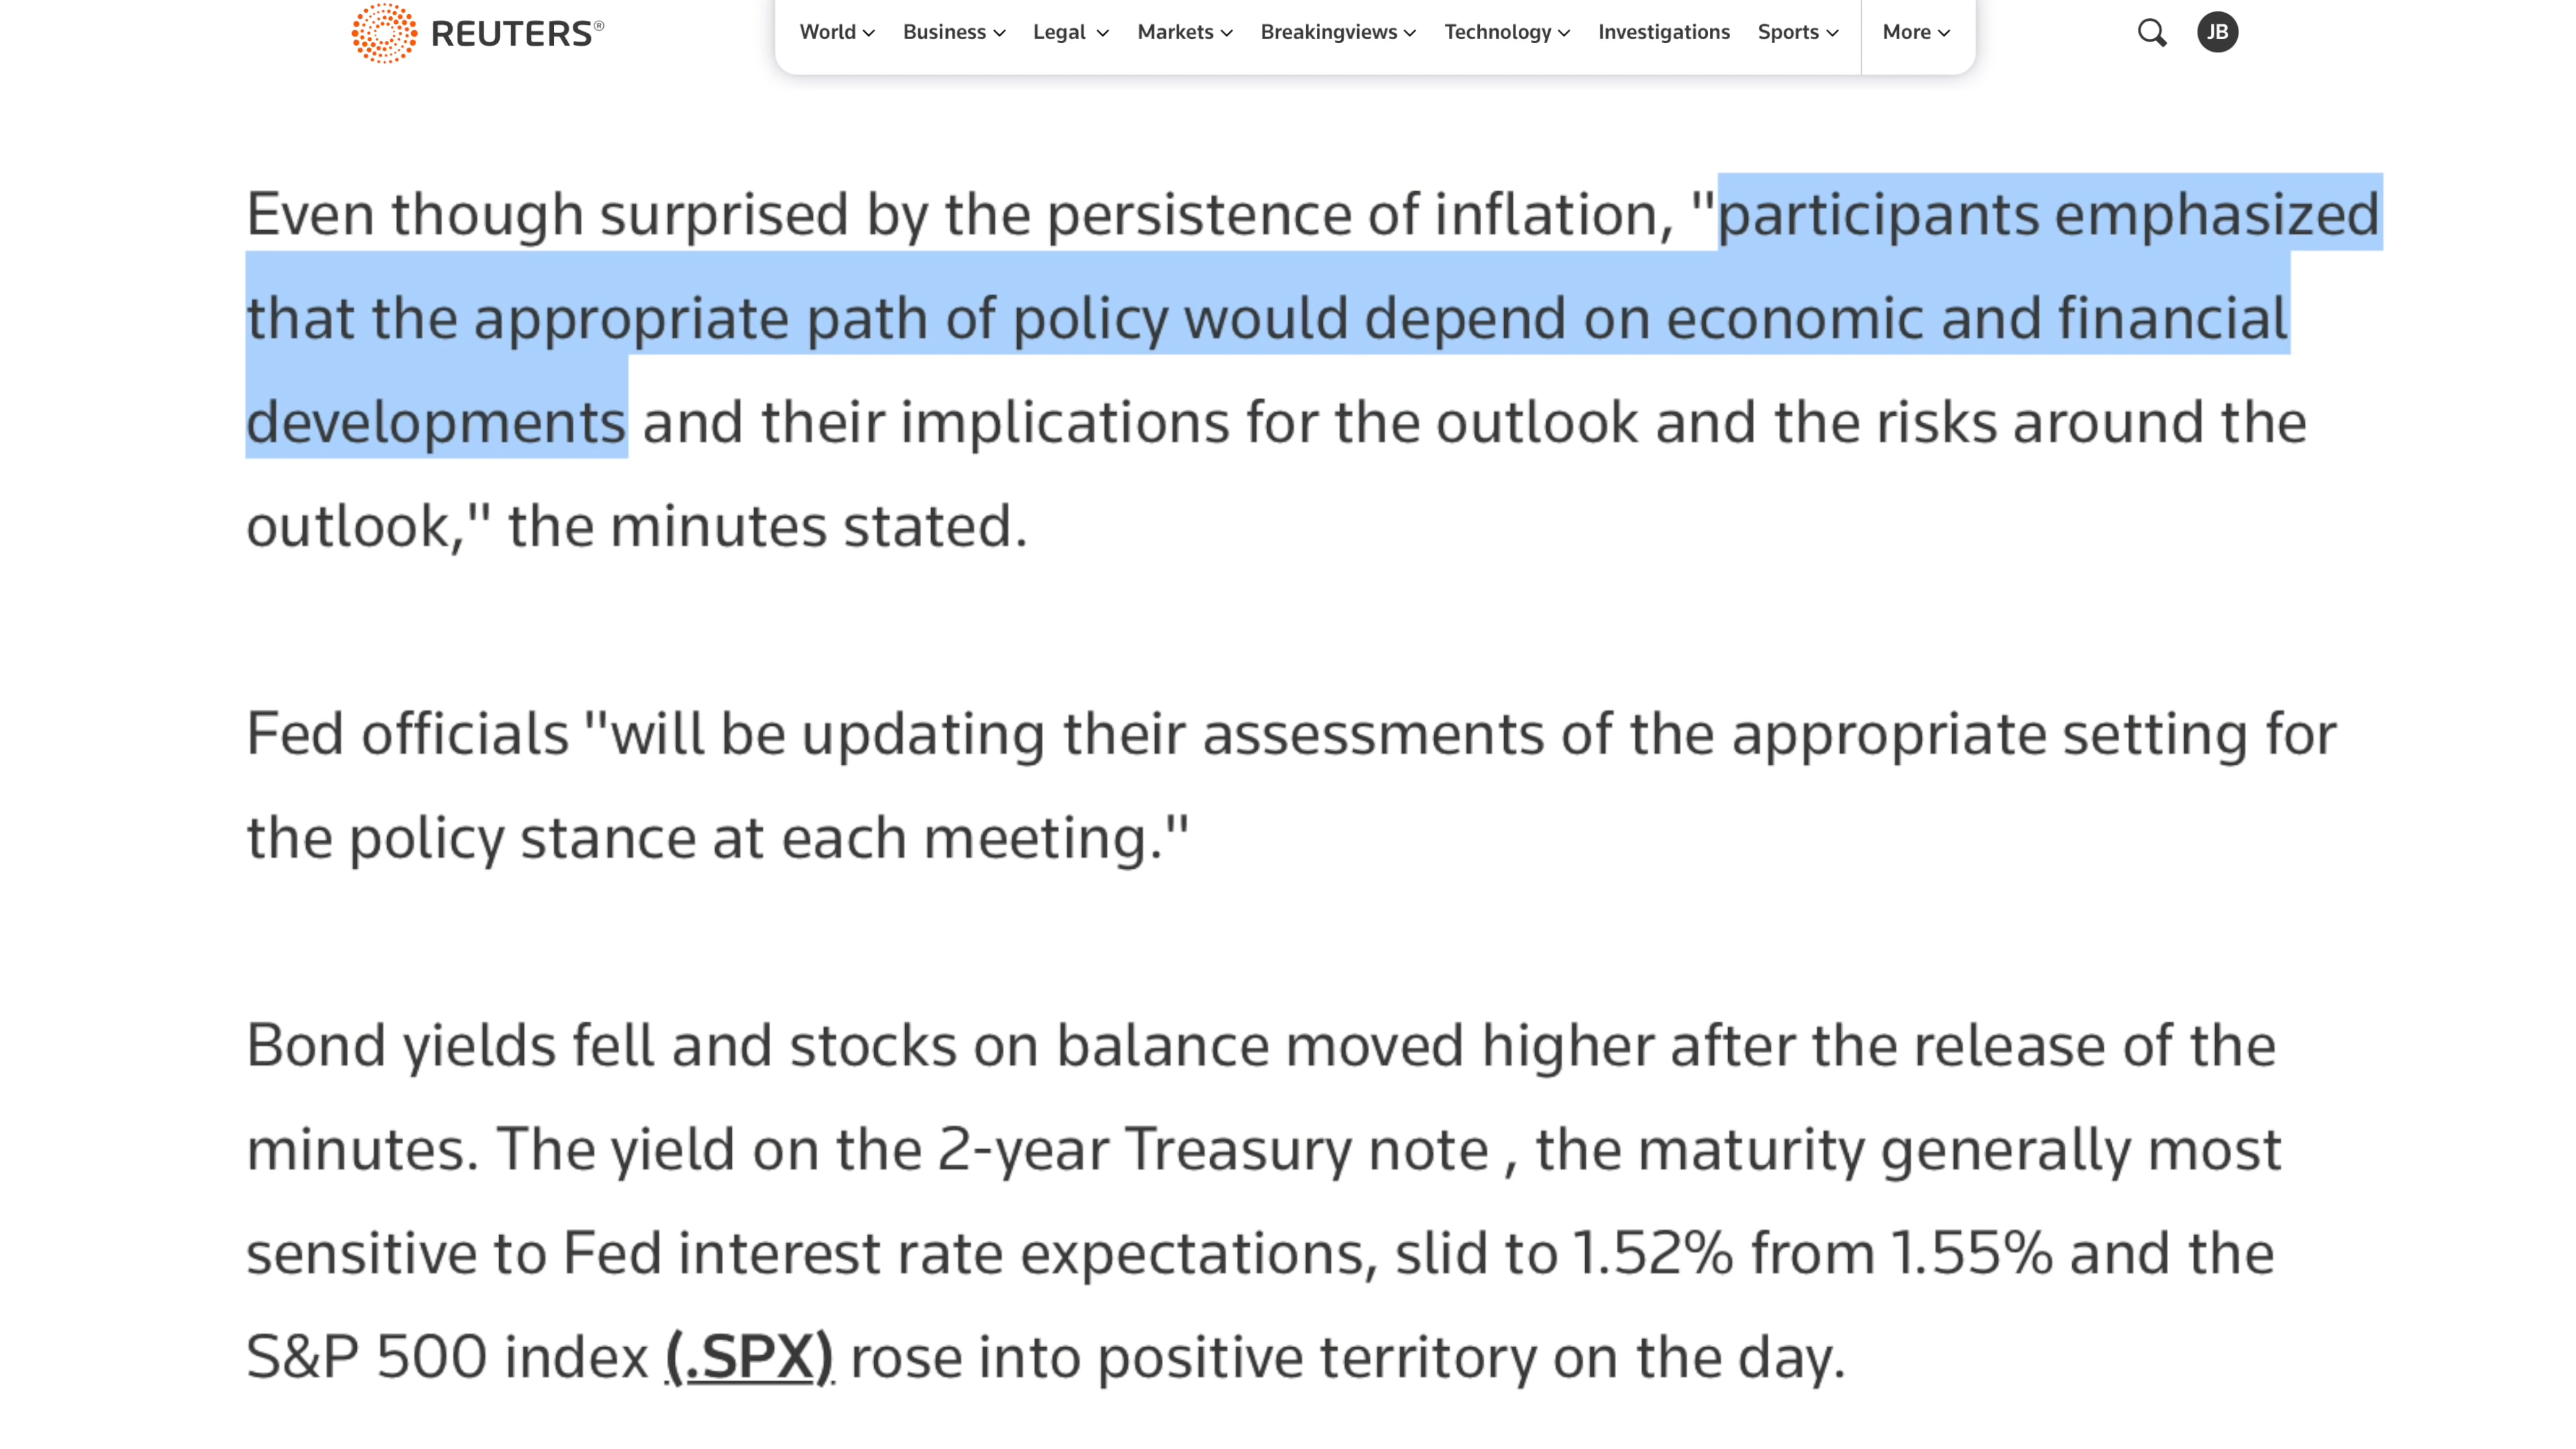 REUTERS®
World Business Legal Markets Breakingviews Technology Investigations Sports More JB
Even though surprised by the persistence of inflation, "participants emphasized
that the appropriate path of policy would depend on economic and financial
developments and their implications for the outlook and the risks around the
outlook," the minutes stated.
Fed officials "will be updating their assessments of the appropriate setting for
the policy stance at each meeting."
Bond yields fell and stocks on balance moved higher after the release of the
minutes. The yield on the 2-year Treasury note , the maturity generally most
sensitive to Fed interest rate expectations, slid to 1.52% from 1.55% and the
S&P 500 index (.SPX) rose into positive territory on the day.